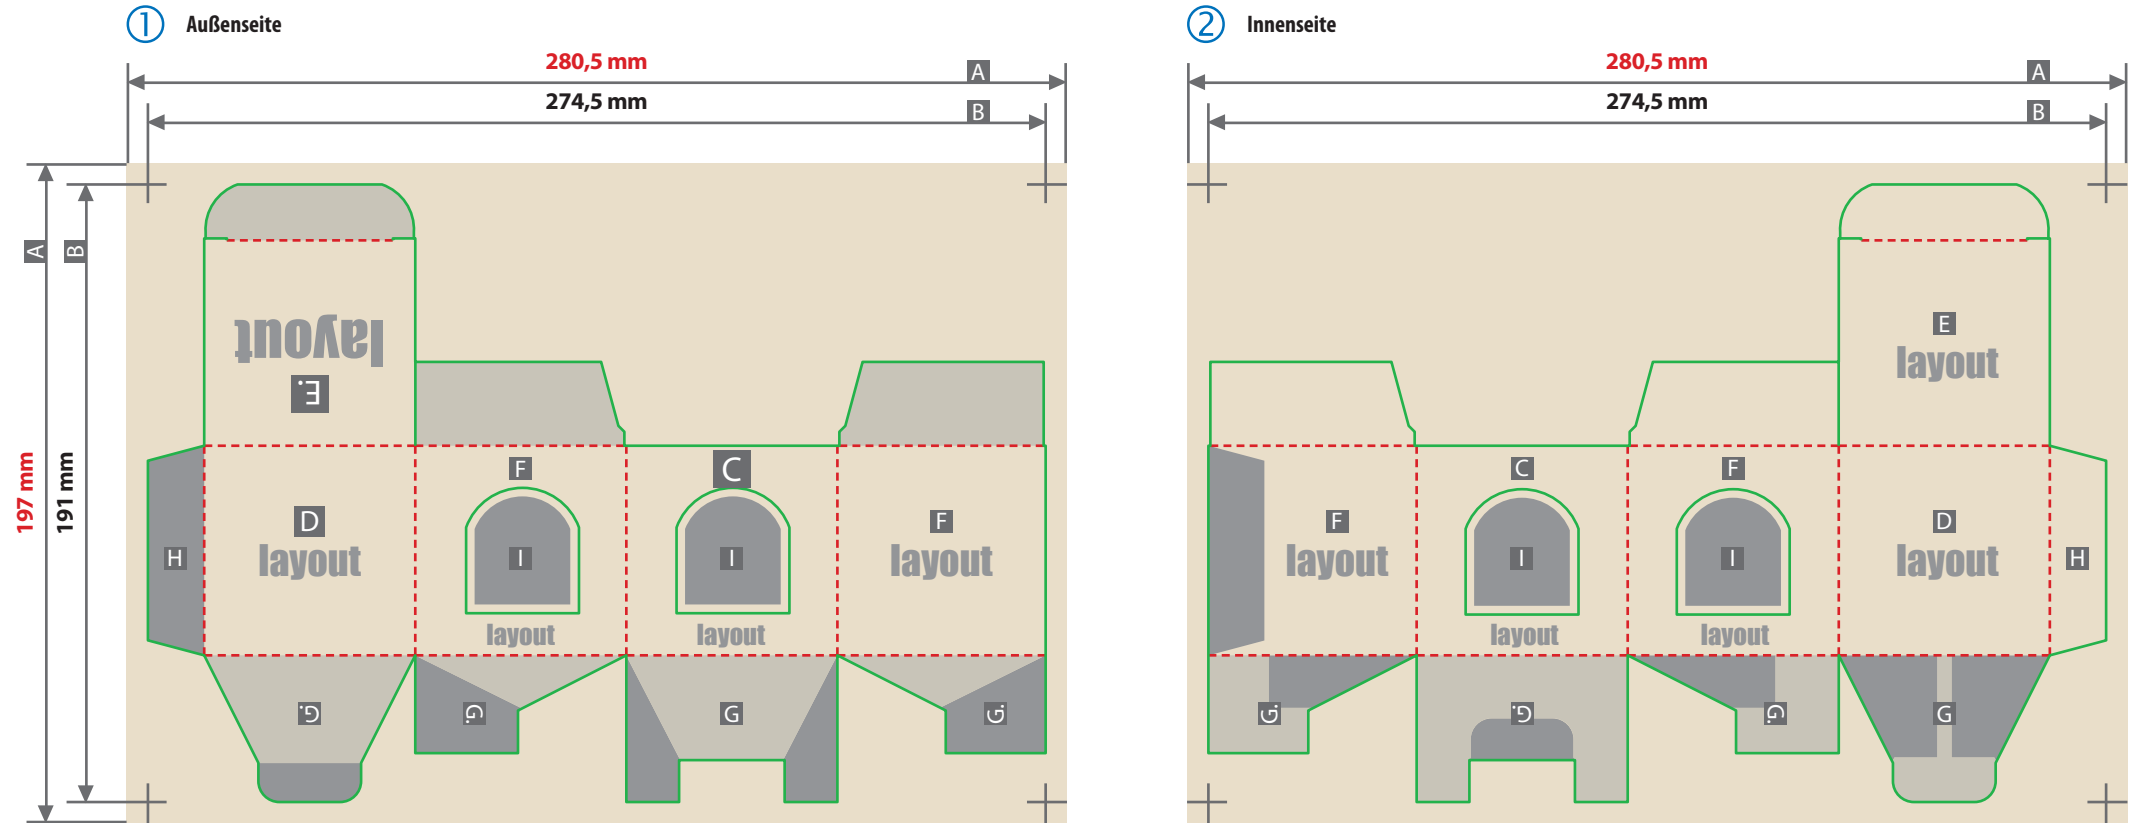 1 Außenseite
280,5 mm
A
274,5 mm
B
A
B
197 mm
191 mm
layout
E.
F
C
D
layout
F
layout
H
I
I
layout
layout
G.
G.
G
G.
2 Innenseite
280,5 mm
A
274,5 mm
B
E
layout
C
F
F
layout
D
layout
I
I
H
layout
layout
G.
G.
G.
G